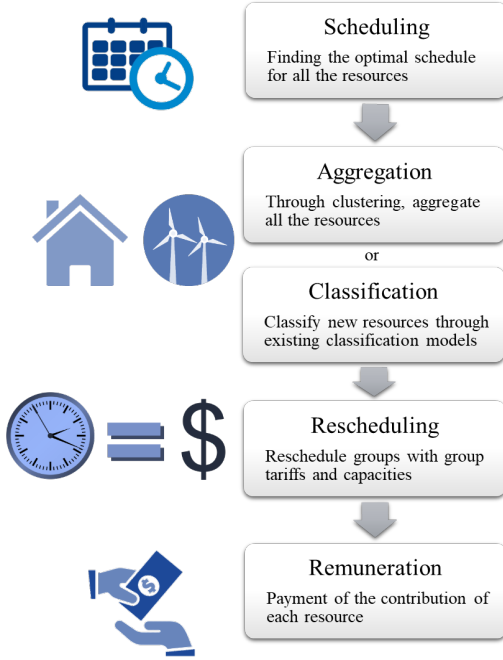 Scheduling
Finding the optimal schedule
for all the resources
Aggregation
Through clustering, aggregate
all the resources
or
Classification
Classify new resources through
existing classification models
Rescheduling
Reschedule groups with group
tariffs and capacities
= $
Remuneration
$
Payment of the contribution of
each resource